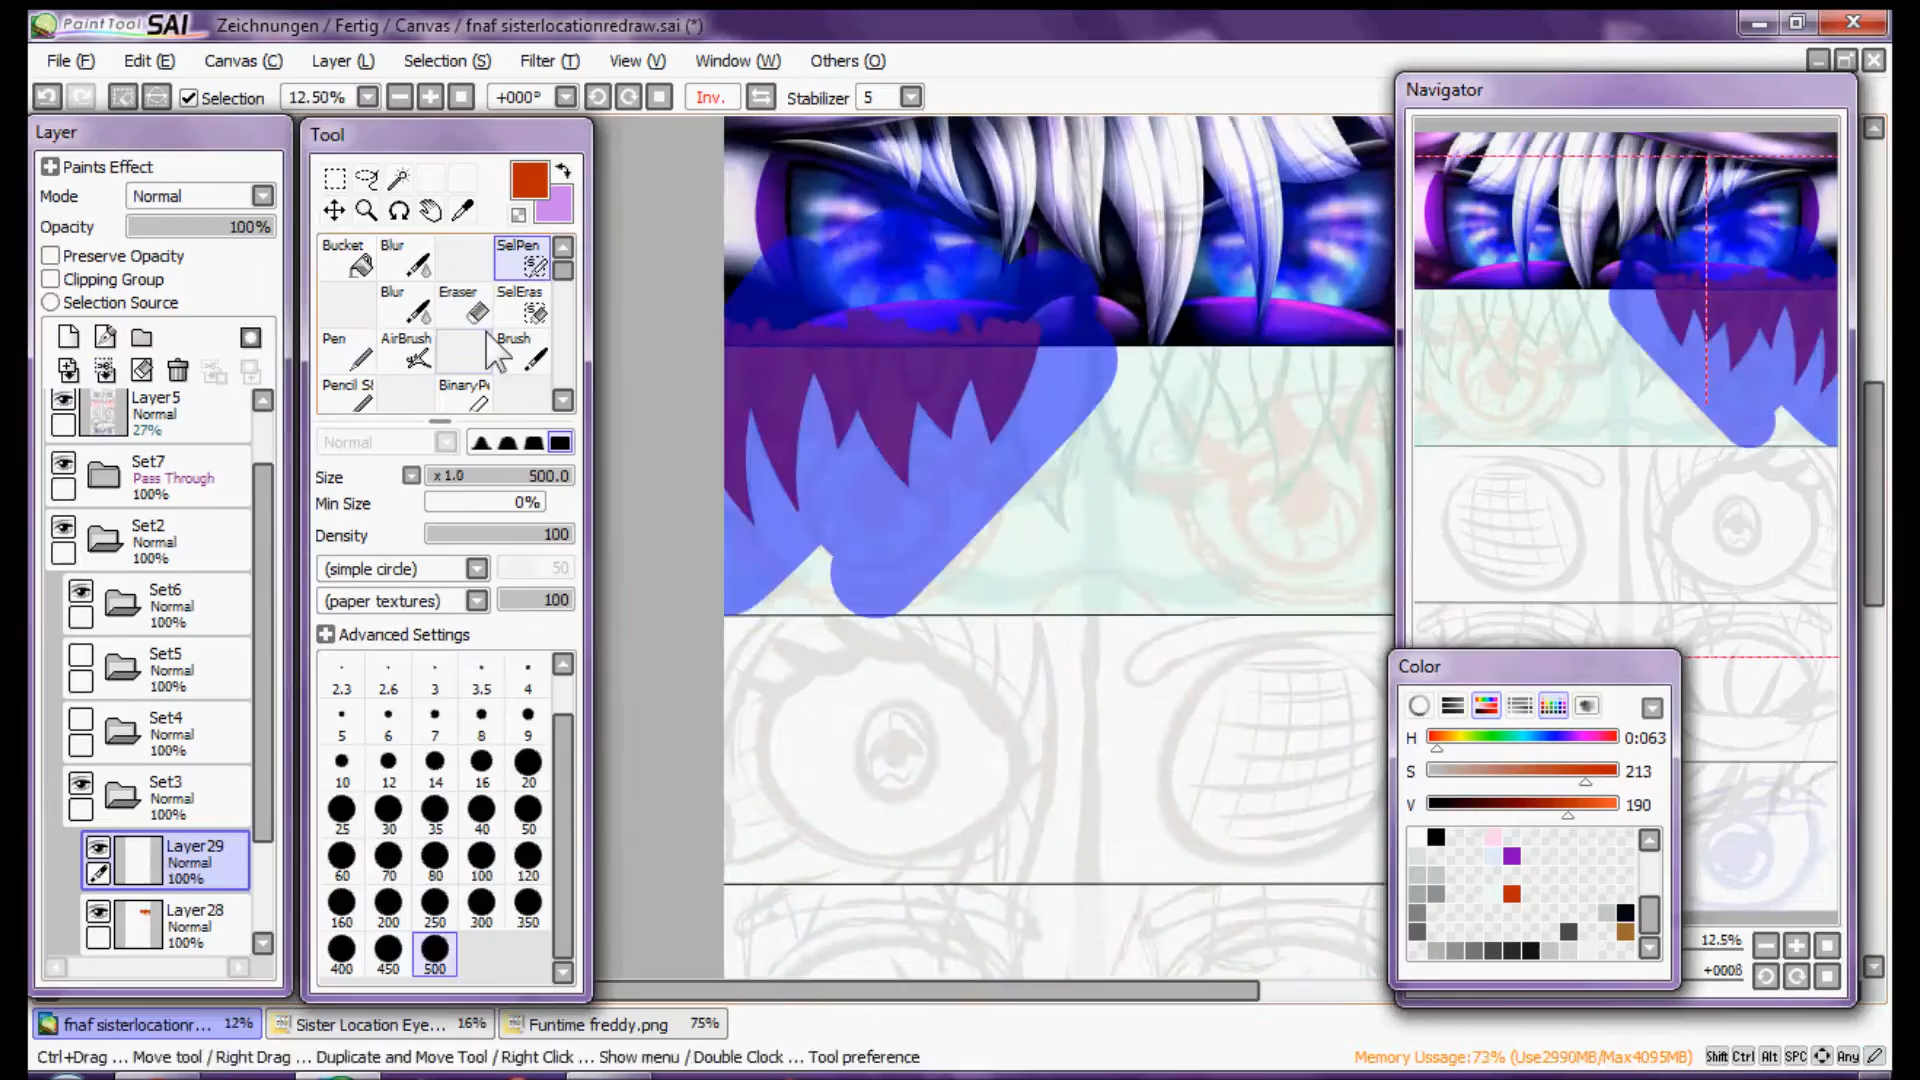 PaintTool SAI Zeichnungen / Fertig / Canvas / fnaf sisterlocationredraw.sai (*)
File (F) Edit (E) Canvas (C) Layer (L) Selection (S) Filter (T) View (V) Window (W) Others (O)
Selection 12.50% +000° Inv. Stabilizer 5
Layer
Paints Effect
Mode Normal
Opacity 100%
Preserve Opacity
Clipping Group
Selection Source
Layer5
Normal
27%
Set7
Pass Through
100%
Set2
Normal
100%
Set6
Normal
100%
Set5
Normal
100%
Set4
Normal
100%
Set3
Normal
100%
Layer29
Normal
100%
Layer28
Normal
100%
Tool
Bucket Blur SelPen
Blur Eraser SelEras
Pen AirBrush Brush
Pencil BinaryPe
Normal
Size x 1.0 500.0
Min Size 0%
Density 100
(simple circle) 50
(paper textures) 100
Advanced Settings
2.3 2.6 3 3.5 4
5 6 7 8 9
10 12 14 16 20
25 30 35 40 50
60 70 80 100 120
160 200 250 300 350
400 450 500
Navigator
Color
H 0:063
S 213
V 190
12.5%
fnaf sisterlocationr... 12% Sister Location Eye... 16% Funtime freddy.png 75%
Ctrl+Drag ... Move tool / Right Drag ... Duplicate and Move Tool / Right Click ... Show menu / Double Clock ... Tool preference
Memory Ussage:73% (Use2990MB/Max4095MB) Shift Ctrl Alt SPC Any